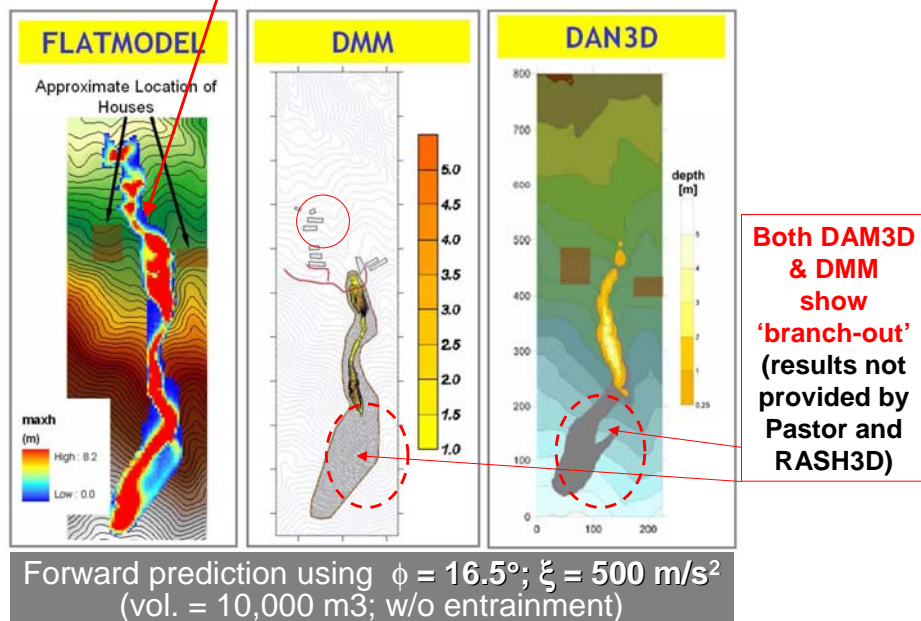 FLATMODEL
Approximate Location of
Houses
maxh
(m)
High : 8.2
Low : 0.0
DMM
5.0
4.5
4.0
3.5
3.0
2.5
2.0
1.5
1.0
DAN3D
800
700
600
500
400
300
200
100
0
0
100
200
depth
[m]
5
4
3
2
1
0.25
Both DAM3D
& DMM
show
‘branch-out’
(results not
provided by
Pastor and
RASH3D)
Forward prediction using ϕ = 16.5°; ξ = 500 m/s²
(vol. = 10,000 m3; w/o entrainment)